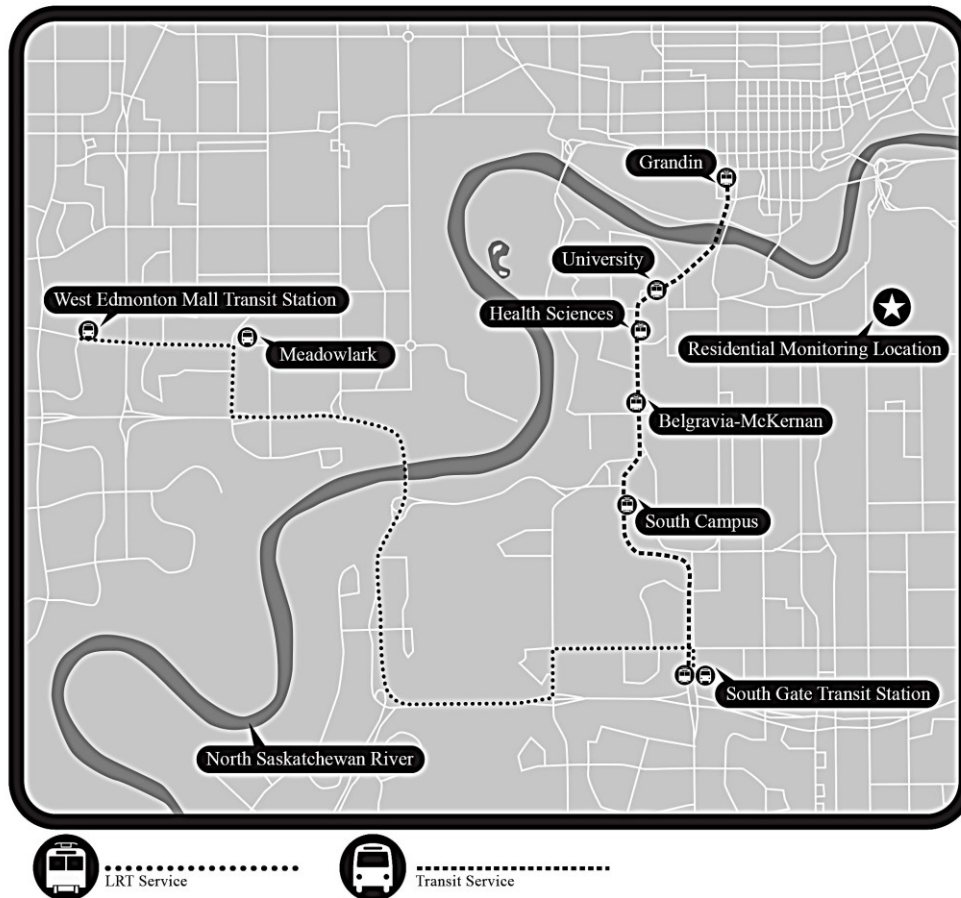 Grandin
University
West Edmonton Mall Transit Station
Health Sciences
Residential Monitoring Location
Meadowlark
Belgravia-McKernan
South Campus
South Gate Transit Station
North Saskatchewan River
LRT Service
Transit Service